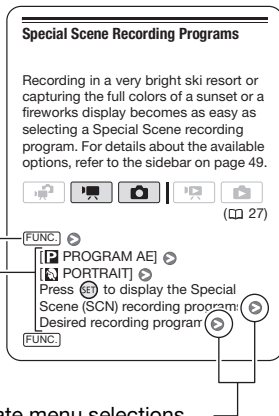 Special Scene Recording Programs
Recording in a very bright ski resort or
capturing the full colors of a sunset or a
fireworks display becomes as easy as
selecting a Special Scene recording
program. For details about the available
options, refer to the sidebar on page 49.
( 27)
FUNC.
[P PROGRAM AE]
[ PORTRAIT]
Press SET to display the Special
Scene (SCN) recording programs
Desired recording program
FUNC.
ate menu selections